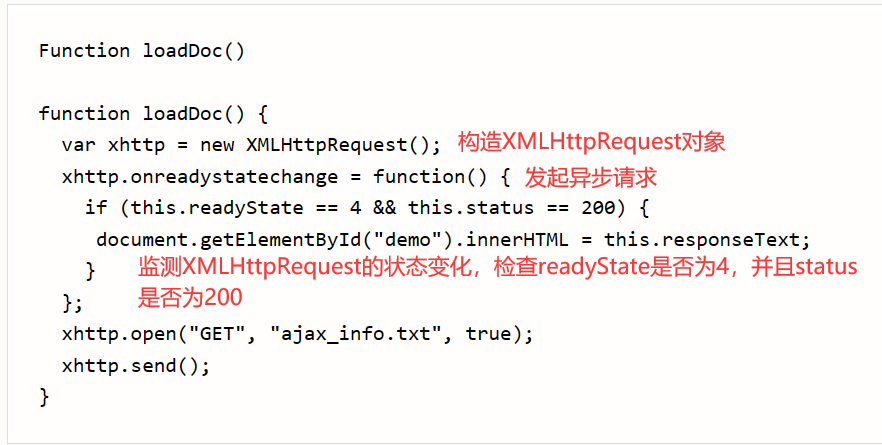 Function loadDoc()
function loadDoc() {
var xhttp = new XMLHttpRequest(); 构造XMLHttpRequest对象
xhttp.onreadystatechange = function() { 发起异步请求
if (this.readyState == 4 && this.status == 200) {
document.getElementById("demo").innerHTML = this.responseText;
} 监测XMLHttpRequest的状态变化，检查readyState是否为4，并且status
}; 是否为200
xhttp.open("GET", "ajax_info.txt", true);
xhttp.send();
}